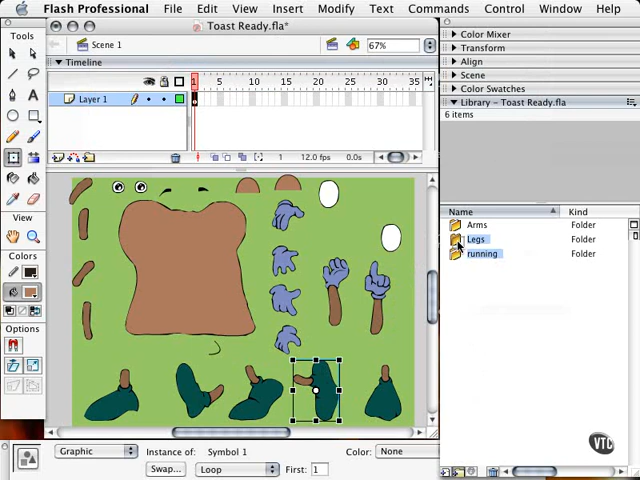 Flash Professional File Edit View Insert Modify Text Commands Control Window Help
Tools
View
Colors
Options
Toast Ready.fla*
Scene 1
67%
Timeline
1 5 10 15 20 25 30 35
Layer 1
1 12.0 fps 0.0s
Color Mixer
Transform
Align
Scene
Color Swatches
Library - Toast Ready.fla
6 items
Name Kind
Arms Folder
Legs Folder
running Folder
VTC
Graphic Instance of: Symbol 1 Color: None
Swap... Loop First: 1